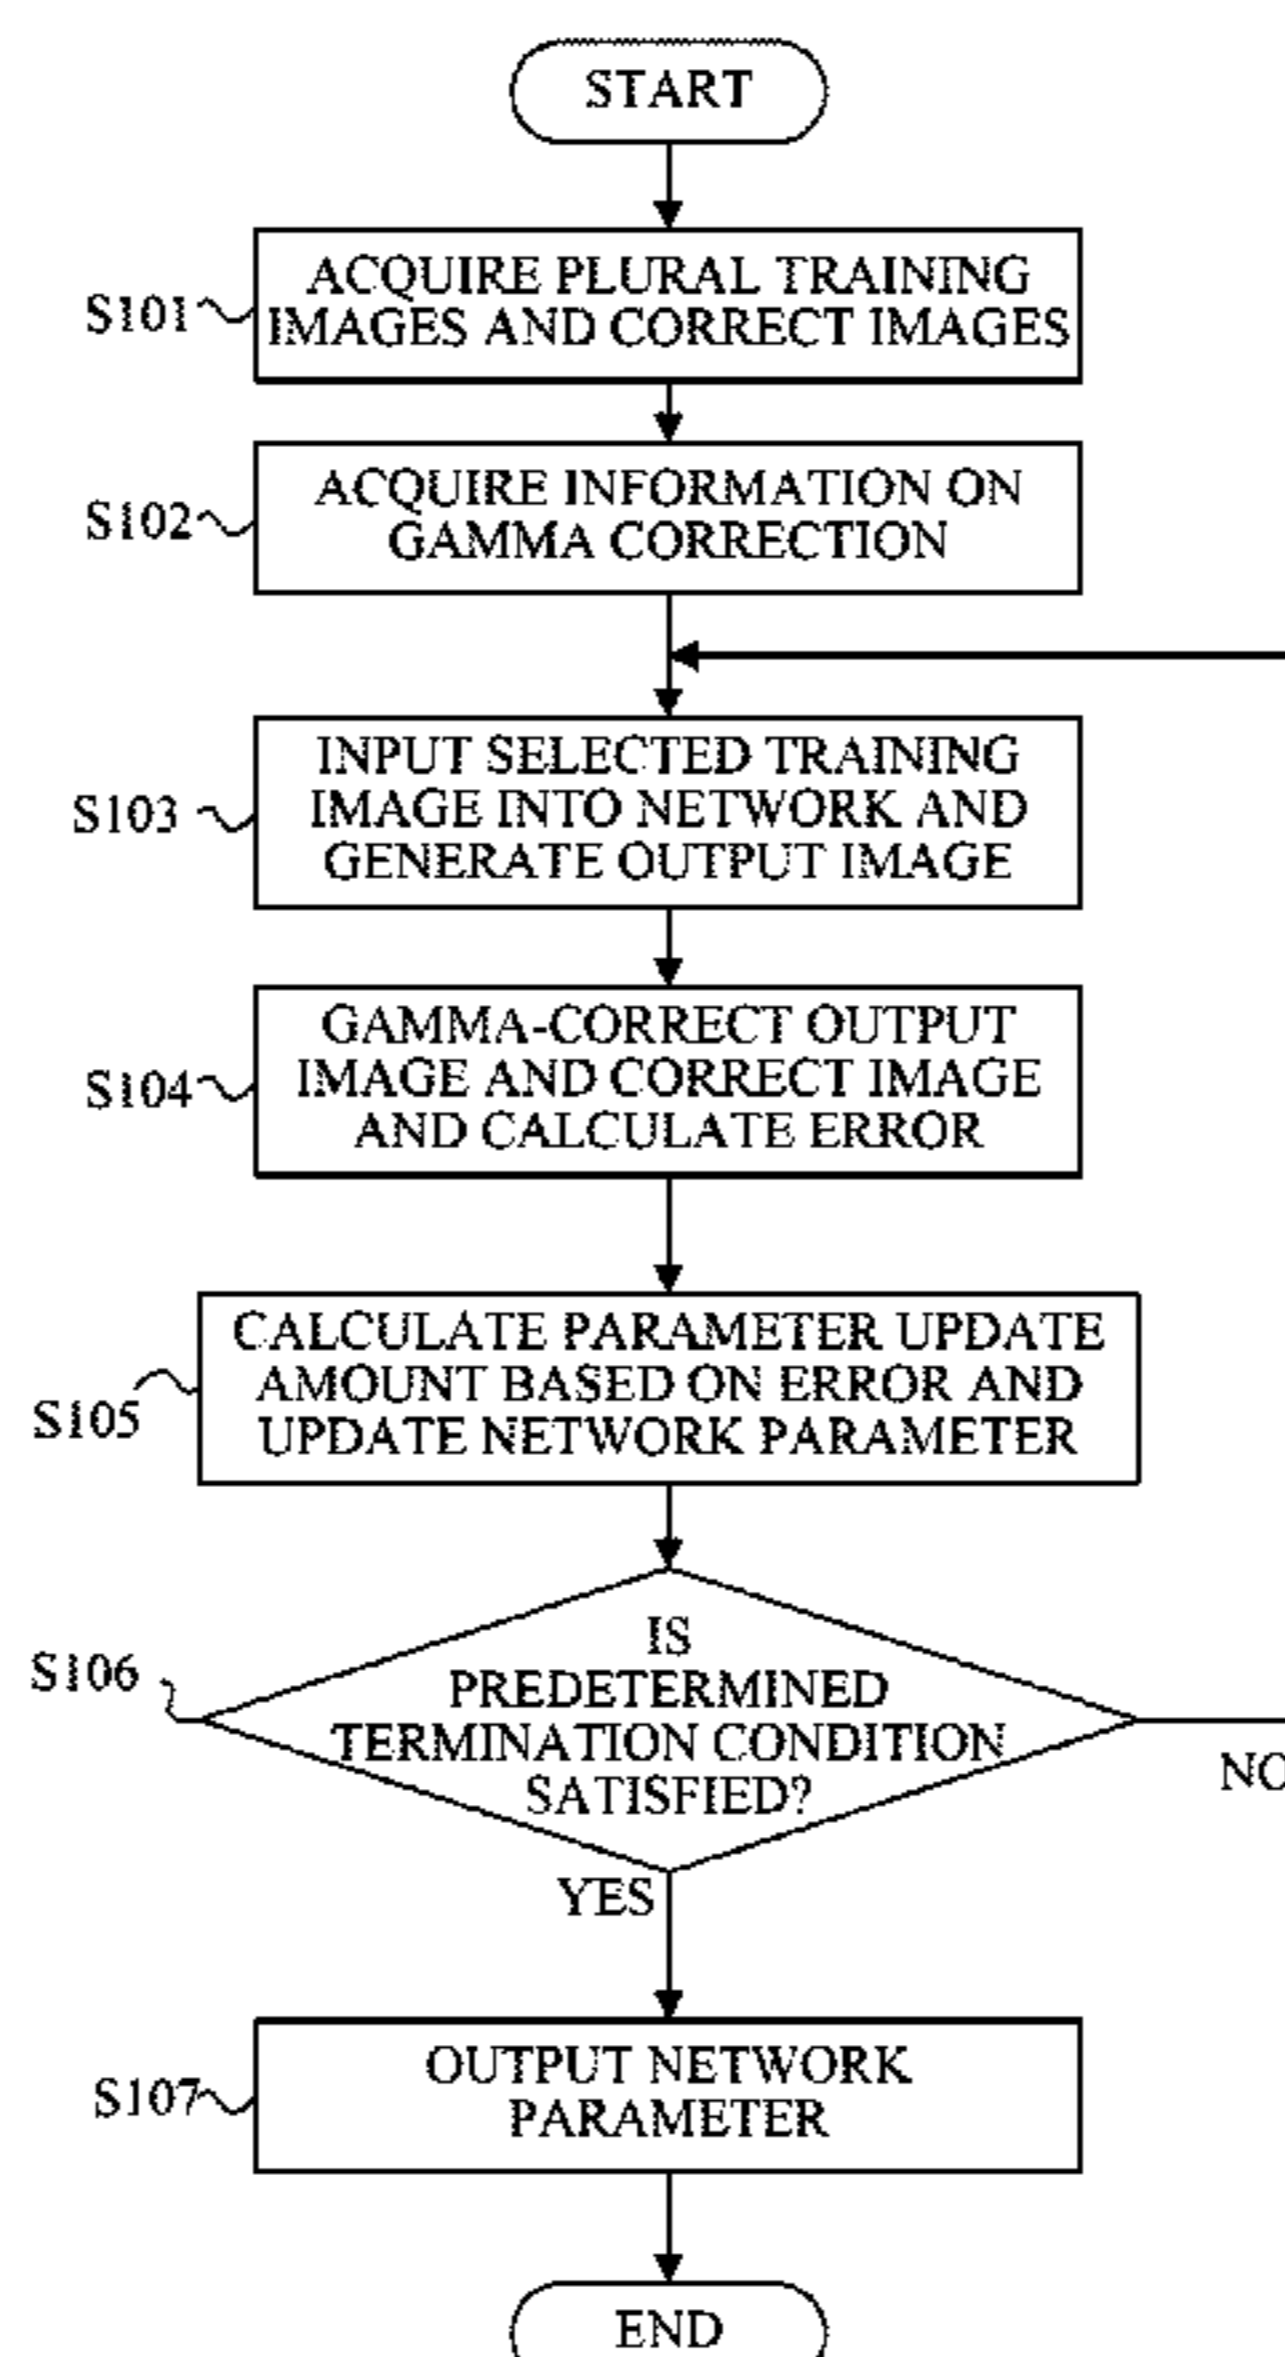 START
S101
ACQUIRE PLURAL TRAINING
IMAGES AND CORRECT IMAGES
S102
ACQUIRE INFORMATION ON
GAMMA CORRECTION
S103
INPUT SELECTED TRAINING
IMAGE INTO NETWORK AND
GENERATE OUTPUT IMAGE
S104
GAMMA-CORRECT OUTPUT
IMAGE AND CORRECT IMAGE
AND CALCULATE ERROR
S105
CALCULATE PARAMETER UPDATE
AMOUNT BASED ON ERROR AND
UPDATE NETWORK PARAMETER
S106
IS
PREDETERMINED
TERMINATION CONDITION
SATISFIED?
NO
YES
S107
OUTPUT NETWORK
PARAMETER
END